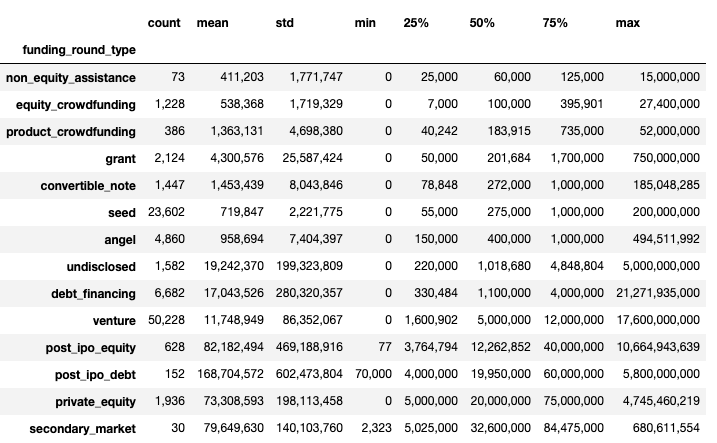 count mean std min 25% 50% 75% max
funding_round_type
non_equity_assistance 73 411,203 1,771,747 0 25,000 60,000 125,000 15,000,000
equity_crowdfunding 1,228 538,368 1,719,329 0 7,000 100,000 395,901 27,400,000
product_crowdfunding 386 1,363,131 4,698,380 0 40,242 183,915 735,000 52,000,000
grant 2,124 4,300,576 25,587,424 0 50,000 201,684 1,700,000 750,000,000
convertible_note 1,447 1,453,439 8,043,846 0 78,848 272,000 1,000,000 185,048,285
seed 23,602 719,847 2,221,775 0 55,000 275,000 1,000,000 200,000,000
angel 4,860 958,694 7,404,397 0 150,000 400,000 1,000,000 494,511,992
undisclosed 1,582 19,242,370 199,323,809 0 220,000 1,018,680 4,848,804 5,000,000,000
debt_financing 6,682 17,043,526 280,320,357 0 330,484 1,100,000 4,000,000 21,271,935,000
venture 50,228 11,748,949 86,352,067 0 1,600,902 5,000,000 12,000,000 17,600,000,000
post_ipo_equity 628 82,182,494 469,188,916 77 3,764,794 12,262,852 40,000,000 10,664,943,639
post_ipo_debt 152 168,704,572 602,473,804 70,000 4,000,000 19,950,000 60,000,000 5,800,000,000
private_equity 1,936 73,308,593 198,113,458 0 5,000,000 20,000,000 75,000,000 4,745,460,219
secondary_market 30 79,649,630 140,103,760 2,323 5,025,000 32,600,000 84,475,000 680,611,554